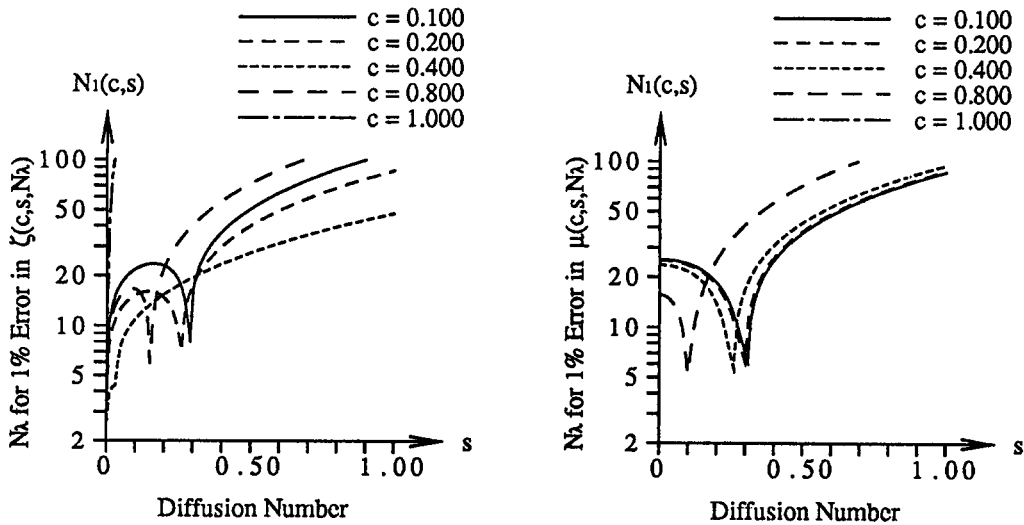 c = 0.100
c = 0.200
c = 0.400
c = 0.800
c = 1.000
N1(c,s)
Nλ for 1% Error in ζ(c,s,Nλ)
100
50
20
10
5
2
0
0.50
1.00
s
Diffusion Number
c = 0.100
c = 0.200
c = 0.400
c = 0.800
c = 1.000
N1(c,s)
Nλ for 1% Error in μ(c,s,Nλ)
100
50
20
10
5
2
0
0.50
1.00
s
Diffusion Number